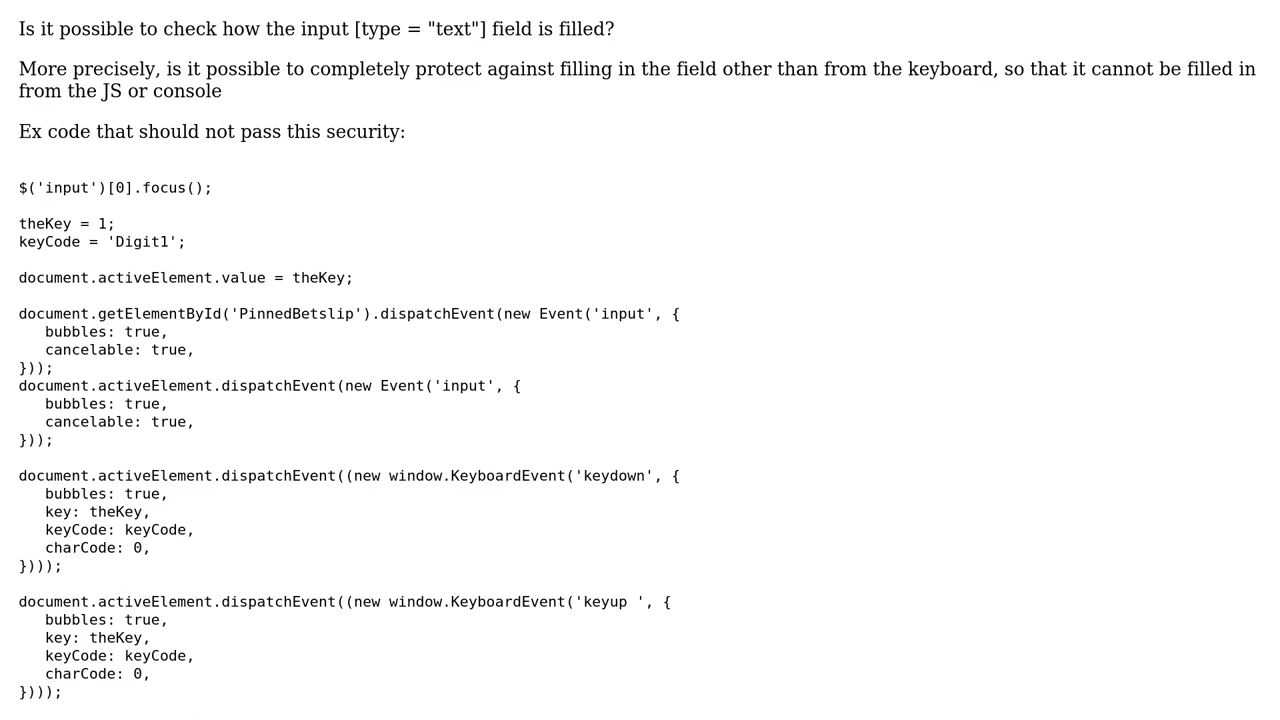 Is it possible to check how the input [type = "text"] field is filled?
More precisely, is it possible to completely protect against filling in the field other than from the keyboard, so that it cannot be filled in
from the JS or console
Ex code that should not pass this security:
$('input')[0].focus();
theKey = 1;
keyCode = 'Digit1';
document.activeElement.value = theKey;
document.getElementById('PinnedBetslip').dispatchEvent(new Event('input', {
   bubbles: true,
   cancelable: true,
}));
document.activeElement.dispatchEvent(new Event('input', {
   bubbles: true,
   cancelable: true,
}));
document.activeElement.dispatchEvent((new window.KeyboardEvent('keydown', {
   bubbles: true,
   key: theKey,
   keyCode: keyCode,
   charCode: 0,
})));
document.activeElement.dispatchEvent((new window.KeyboardEvent('keyup ', {
   bubbles: true,
   key: theKey,
   keyCode: keyCode,
   charCode: 0,
})));